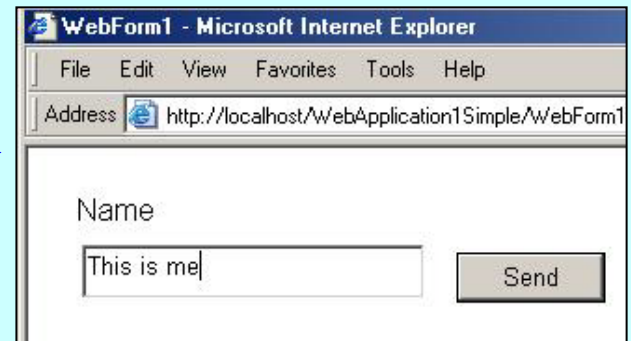 WebForm1 - Microsoft Internet Explorer
File Edit View Favorites Tools Help
Address http://localhost/WebApplication1Simple/WebForm1
Name
This is me
Send